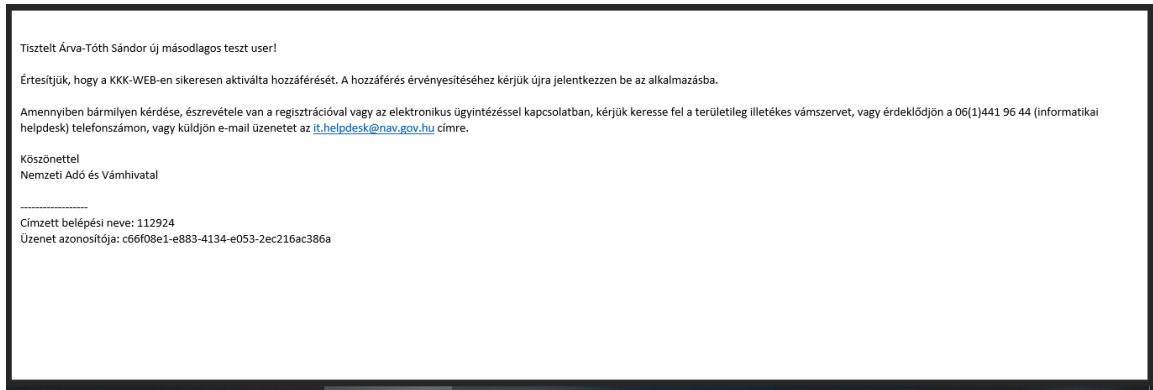 Tisztelt Árva-Tóth Sándor új másodlagos teszt user!
Értesítjük, hogy a KKK-WEB-en sikeresen aktiválta hozzáférését. A hozzáférés érvényesítéséhez kérjük újra jelentkezzen be az alkalmazásba.
Amennyiben bármilyen kérdése, észrevétele van a regisztrációval vagy az elektronikus ügyintézéssel kapcsolatban, kérjük keresse fel a területileg illetékes vámszervet, vagy érdeklődjön a 06(1)441 96 44 (informatikai
helpdesk) telefonszámon, vagy küldjön e-mail üzenetet az it.helpdesk@nav.gov.hu címre.
Köszönettel
Nemzeti Adó és Vámhivatal
------------------
Címzett belépési neve: 112924
Üzenet azonosítója: c66f08e1-e883-4134-e053-2ec216ac386a